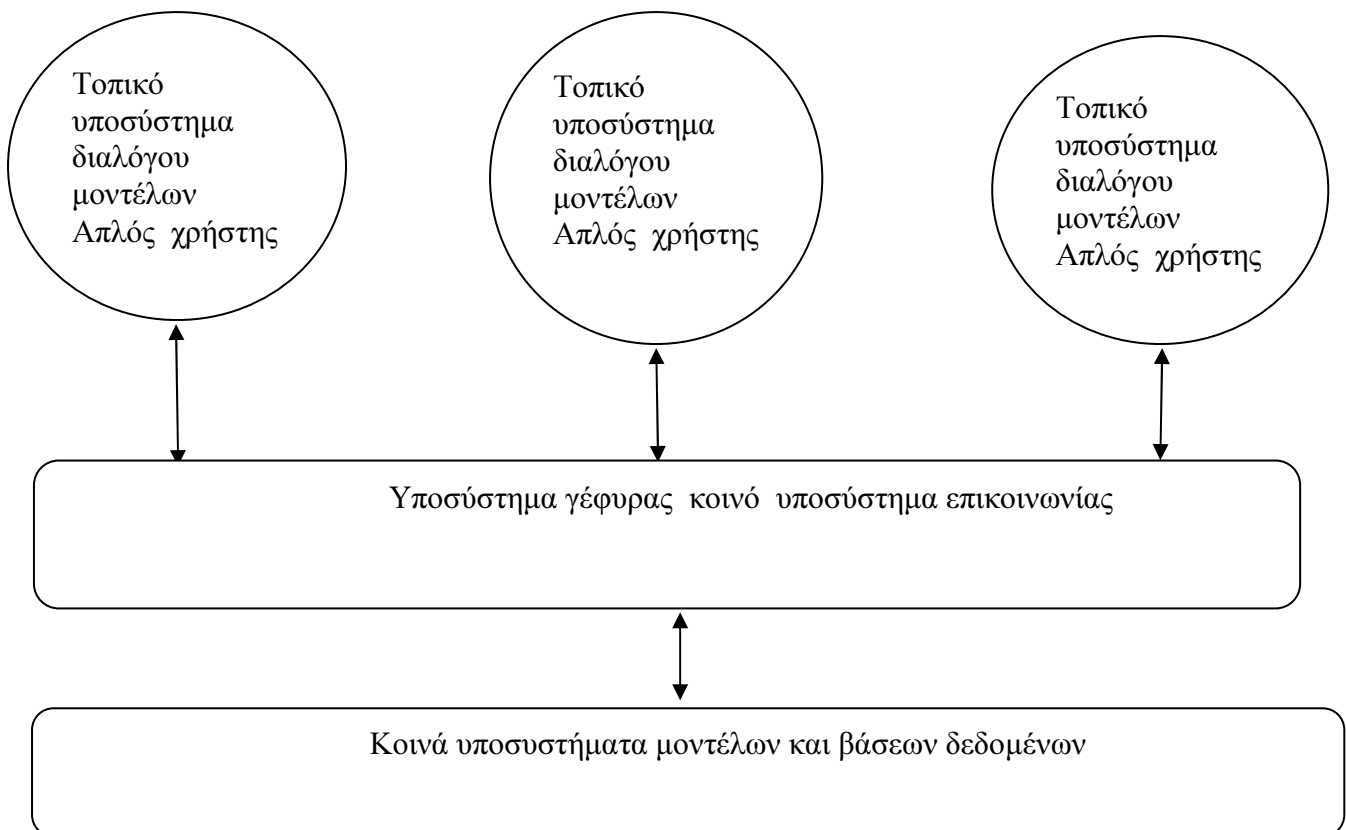 Τοπικό
υποσύστημα
διαλόγου
μοντέλων
Απλός χρήστης
Τοπικό
υποσύστημα
διαλόγου
μοντέλων
Απλός χρήστης
Τοπικό
υποσύστημα
διαλόγου
μοντέλων
Απλός χρήστης
Υποσύστημα γέφυρας κοινό υποσύστημα επικοινωνίας
Κοινά υποσυστήματα μοντέλων και βάσεων δεδομένων